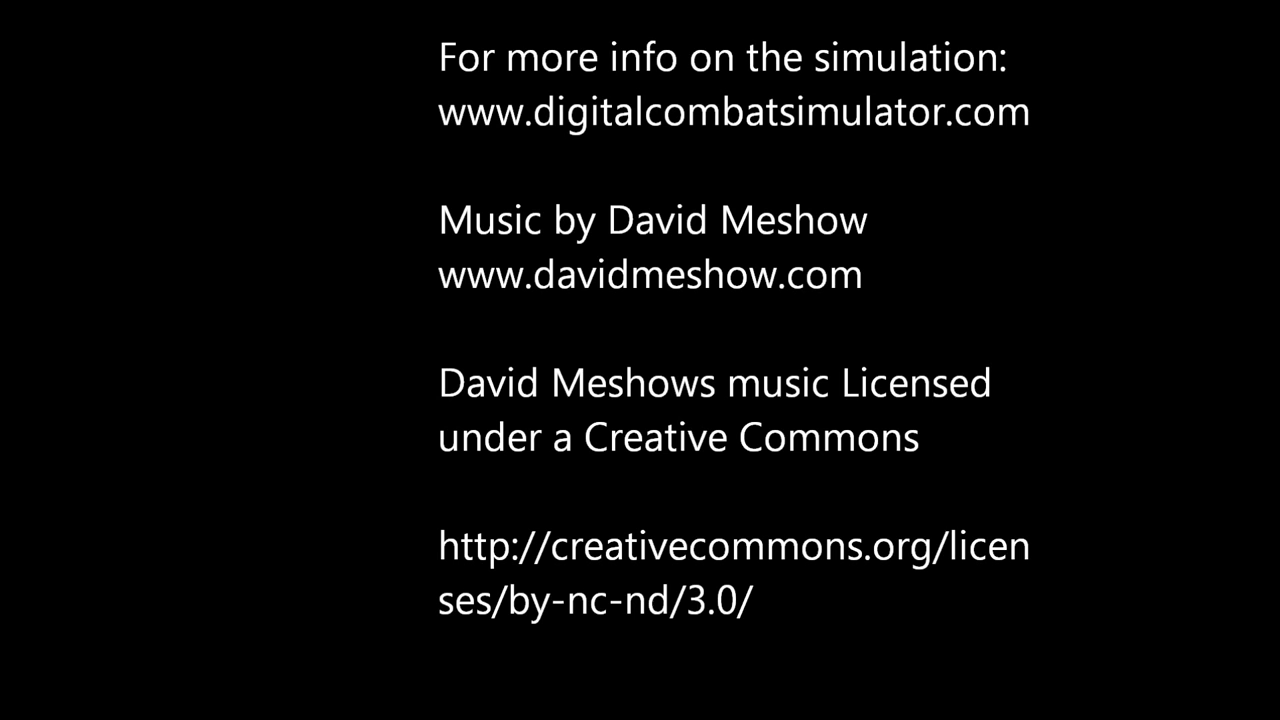 For more info on the simulation:
www.digitalcombatsimulator.com
Music by David Meshow
www.davidmeshow.com
David Meshows music Licensed
under a Creative Commons
http://creativecommons.org/licen
ses/by-nc-nd/3.0/